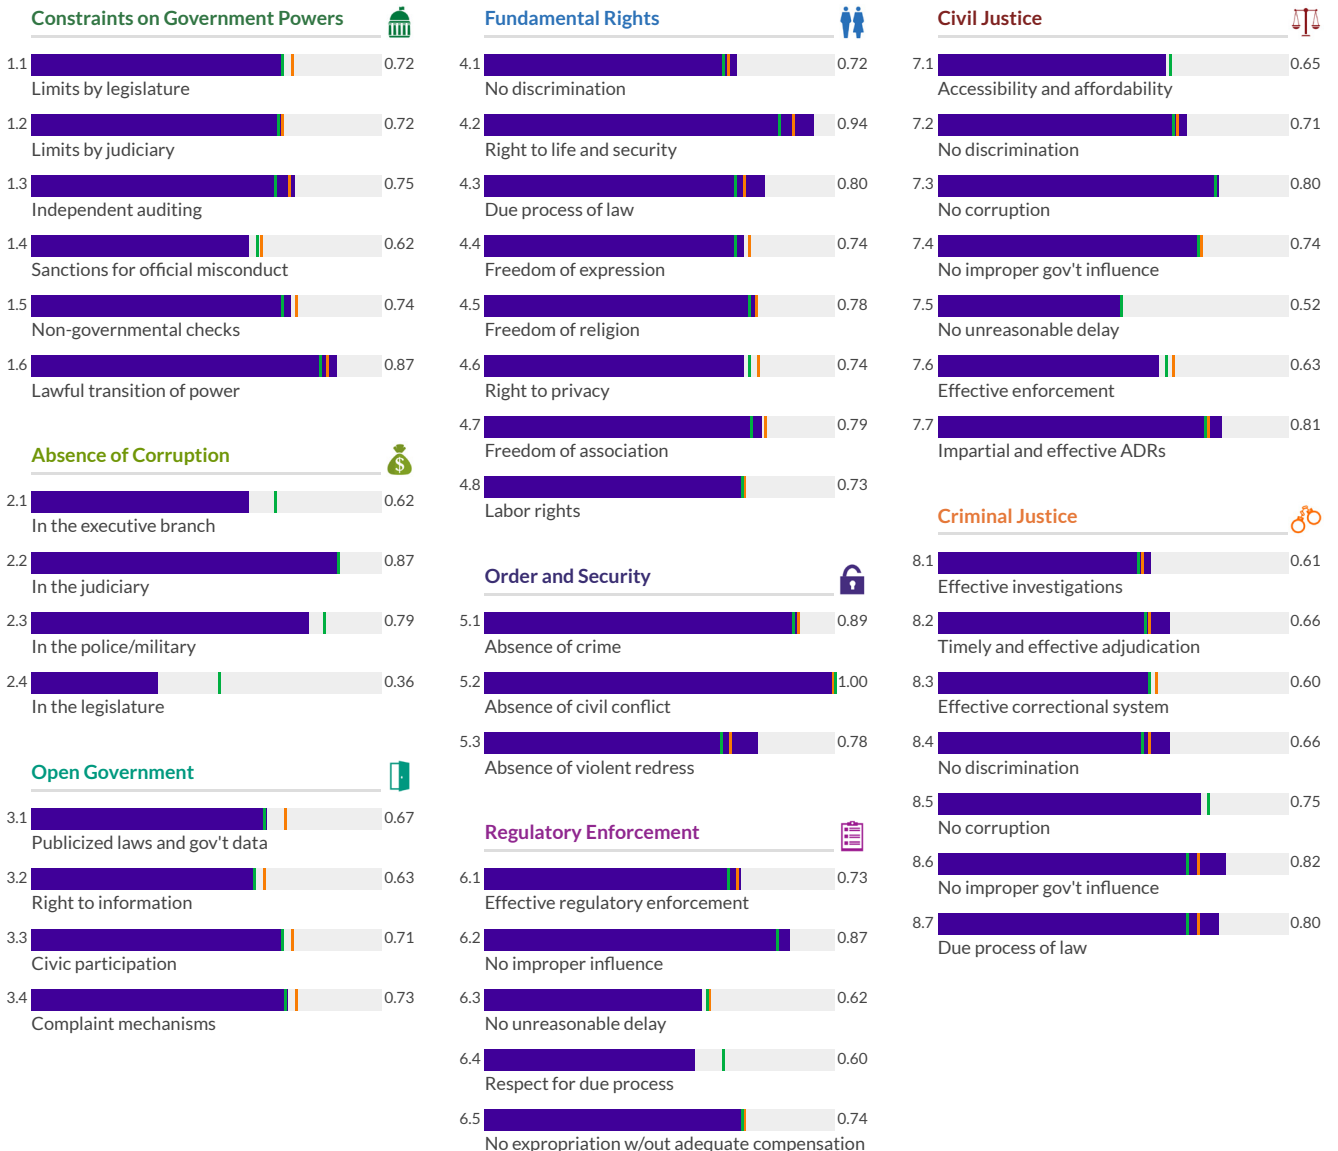 Constraints on Government Powers
1.1 0.72
Limits by legislature
1.2 0.72
Limits by judiciary
1.3 0.75
Independent auditing
1.4 0.62
Sanctions for official misconduct
1.5 0.74
Non-governmental checks
1.6 0.87
Lawful transition of power
Absence of Corruption
$
2.1 0.62
In the executive branch
2.2 0.87
In the judiciary
2.3 0.79
In the police/military
2.4 0.36
In the legislature
Open Government
3.1 0.67
Publicized laws and gov't data
3.2 0.63
Right to information
3.3 0.71
Civic participation
3.4 0.73
Complaint mechanisms
Fundamental Rights
4.1 0.72
No discrimination
4.2 0.94
Right to life and security
4.3 0.80
Due process of law
4.4 0.74
Freedom of expression
4.5 0.78
Freedom of religion
4.6 0.74
Right to privacy
4.7 0.79
Freedom of association
4.8 0.73
Labor rights
Order and Security
5.1 0.89
Absence of crime
5.2 1.00
Absence of civil conflict
5.3 0.78
Absence of violent redress
Regulatory Enforcement
6.1 0.73
Effective regulatory enforcement
6.2 0.87
No improper influence
6.3 0.62
No unreasonable delay
6.4 0.60
Respect for due process
6.5 0.74
No expropriation w/out adequate compensation
Civil Justice
7.1 0.65
Accessibility and affordability
7.2 0.71
No discrimination
7.3 0.80
No corruption
7.4 0.74
No improper gov't influence
7.5 0.52
No unreasonable delay
7.6 0.63
Effective enforcement
7.7 0.81
Impartial and effective ADRs
Criminal Justice
8.1 0.61
Effective investigations
8.2 0.66
Timely and effective adjudication
8.3 0.60
Effective correctional system
8.4 0.66
No discrimination
8.5 0.75
No corruption
8.6 0.82
No improper gov't influence
8.7 0.80
Due process of law